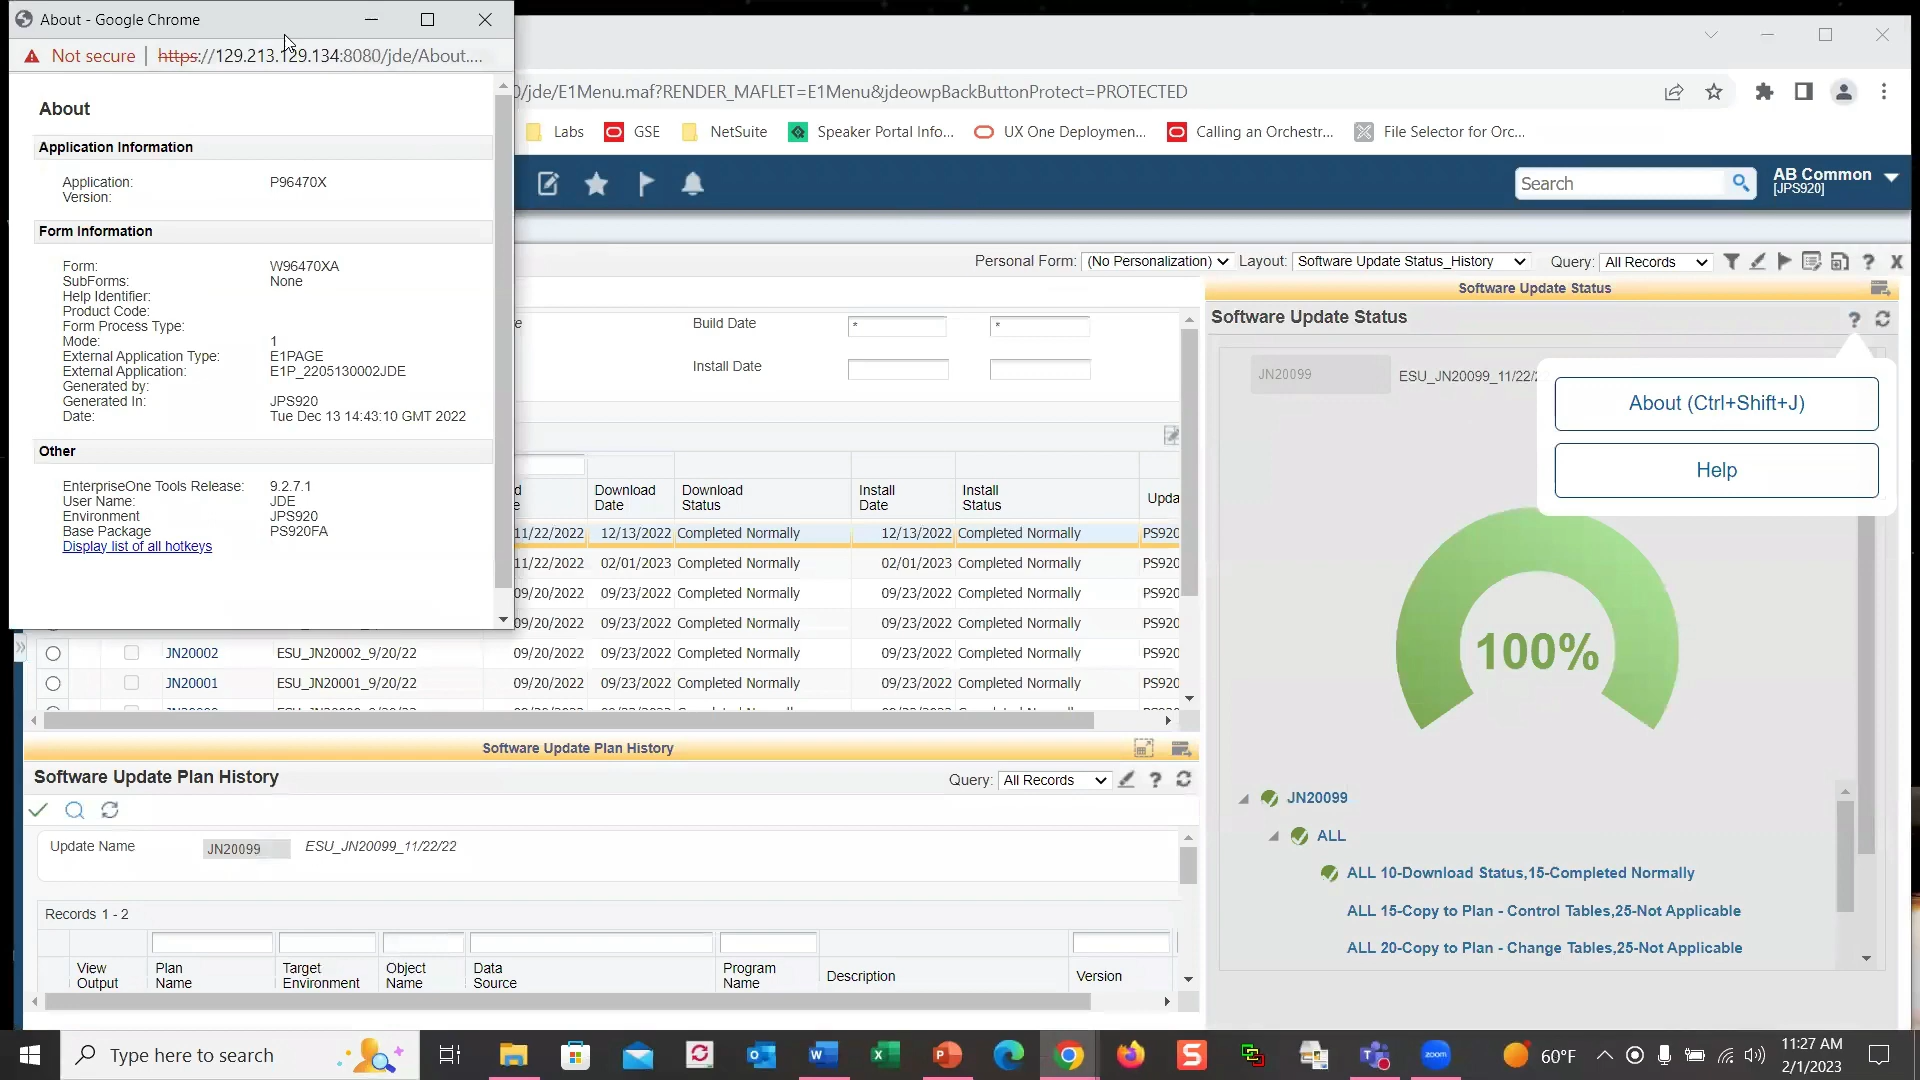 About - Google Chrome
Not secure | https://129.213.129.134:8080/jde/About....
About
Application Information
Application: P96470X
Version:
Form Information
Form: W96470XA
SubForms: None
Help Identifier:
Product Code:
Form Process Type:
Mode: 1
External Application Type: E1PAGE
External Application: E1P_2205130002JDE
Generated by:
Generated In: JPS920
Date: Tue Dec 13 14:43:10 GMT 2022
Other
EnterpriseOne Tools Release: 9.2.7.1
User Name: JDE
Environment JPS920
Base Package PS920FA
Display list of all hotkeys
0/jde/E1Menu.maf?RENDER_MAFLET=E1Menu&jdeowpBackButtonProtect=PROTECTED
Labs GSE NetSuite Speaker Portal Info... UX One Deploymen... Calling an Orchestr... File Selector for Orc...
Search
AB Common
[JPS920]
Personal Form: (No Personalization) Layout: Software Update Status_History Query: All Records
Build Date * *
Install Date
Download Date Download Status Install Date Install Status Upda
11/22/2022 12/13/2022 Completed Normally 12/13/2022 Completed Normally PS920
11/22/2022 02/01/2023 Completed Normally 02/01/2023 Completed Normally PS920
09/20/2022 09/23/2022 Completed Normally 09/23/2022 Completed Normally PS920
09/20/2022 09/23/2022 Completed Normally 09/23/2022 Completed Normally PS920
JN20002 ESU_JN20002_9/20/22 09/20/2022 09/23/2022 Completed Normally 09/23/2022 Completed Normally PS920
JN20001 ESU_JN20001_9/20/22 09/20/2022 09/23/2022 Completed Normally 09/23/2022 Completed Normally PS920
Software Update Plan History
Software Update Plan History
Query: All Records
Update Name JN20099 ESU_JN20099_11/22/22
Records 1 - 2
View Output Plan Name Target Environment Object Name Data Source Program Name Description Version
Software Update Status
Software Update Status
JN20099 ESU_JN20099_11/22/2
About (Ctrl+Shift+J)
Help
100%
JN20099
ALL
ALL 10-Download Status,15-Completed Normally
ALL 15-Copy to Plan - Control Tables,25-Not Applicable
ALL 20-Copy to Plan - Change Tables,25-Not Applicable
Type here to search
zoom
60°F
11:27 AM
2/1/2023